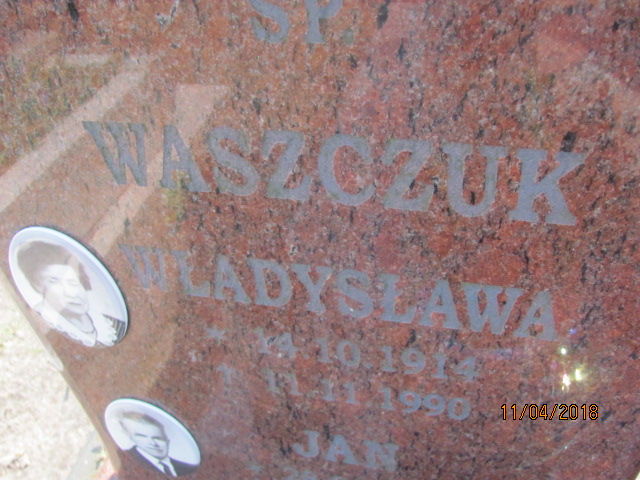 ŚP.
WASZCZUK
WŁADYSŁAWA
* 14.10.1914
† 11.11.1990
JAN
11/04/2018